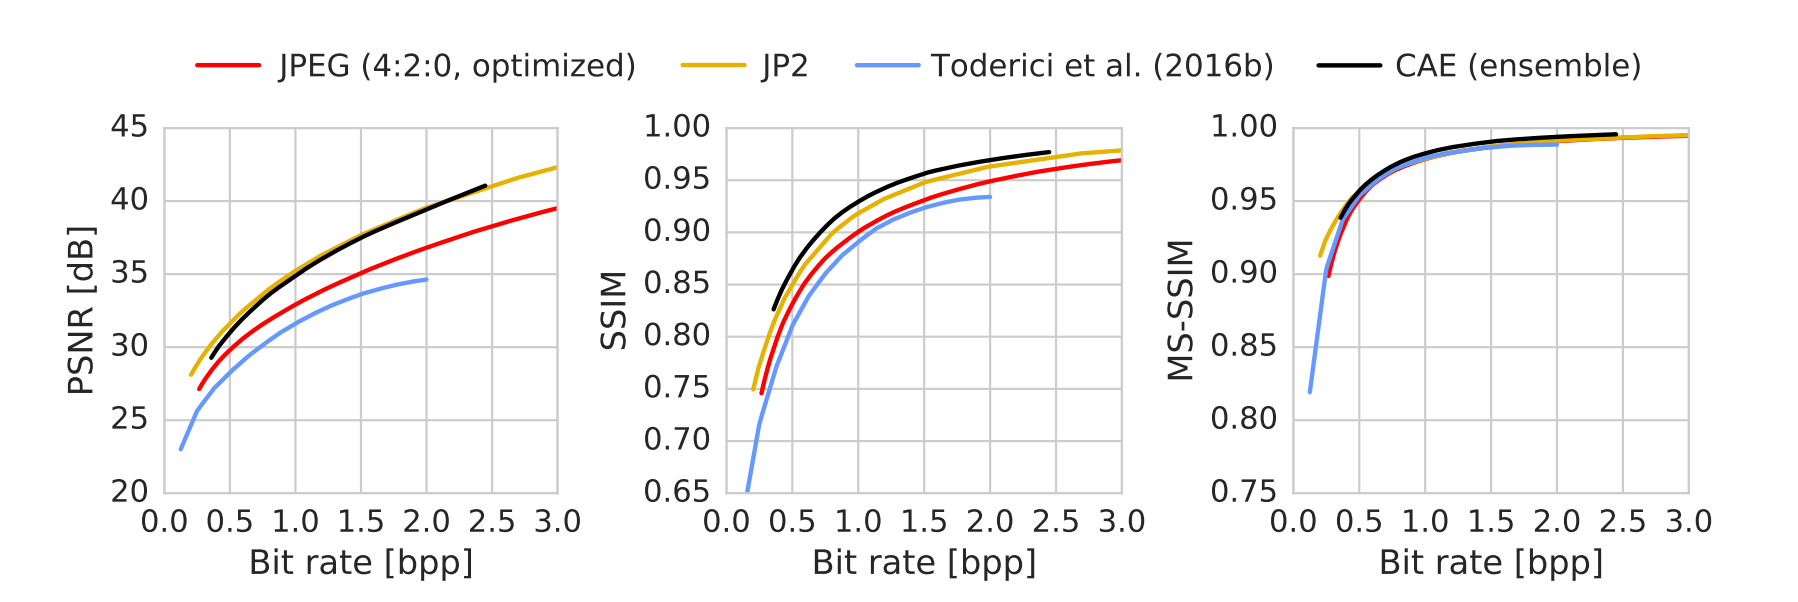 JPEG (4:2:0, optimized) JP2 Toderici et al. (2016b) CAE (ensemble)
PSNR [dB]
45
40
35
30
25
20
0.0 0.5 1.0 1.5 2.0 2.5 3.0
Bit rate [bpp]
SSIM
1.00
0.95
0.90
0.85
0.80
0.75
0.70
0.65
0.0 0.5 1.0 1.5 2.0 2.5 3.0
Bit rate [bpp]
MS-SSIM
1.00
0.95
0.90
0.85
0.80
0.75
0.0 0.5 1.0 1.5 2.0 2.5 3.0
Bit rate [bpp]